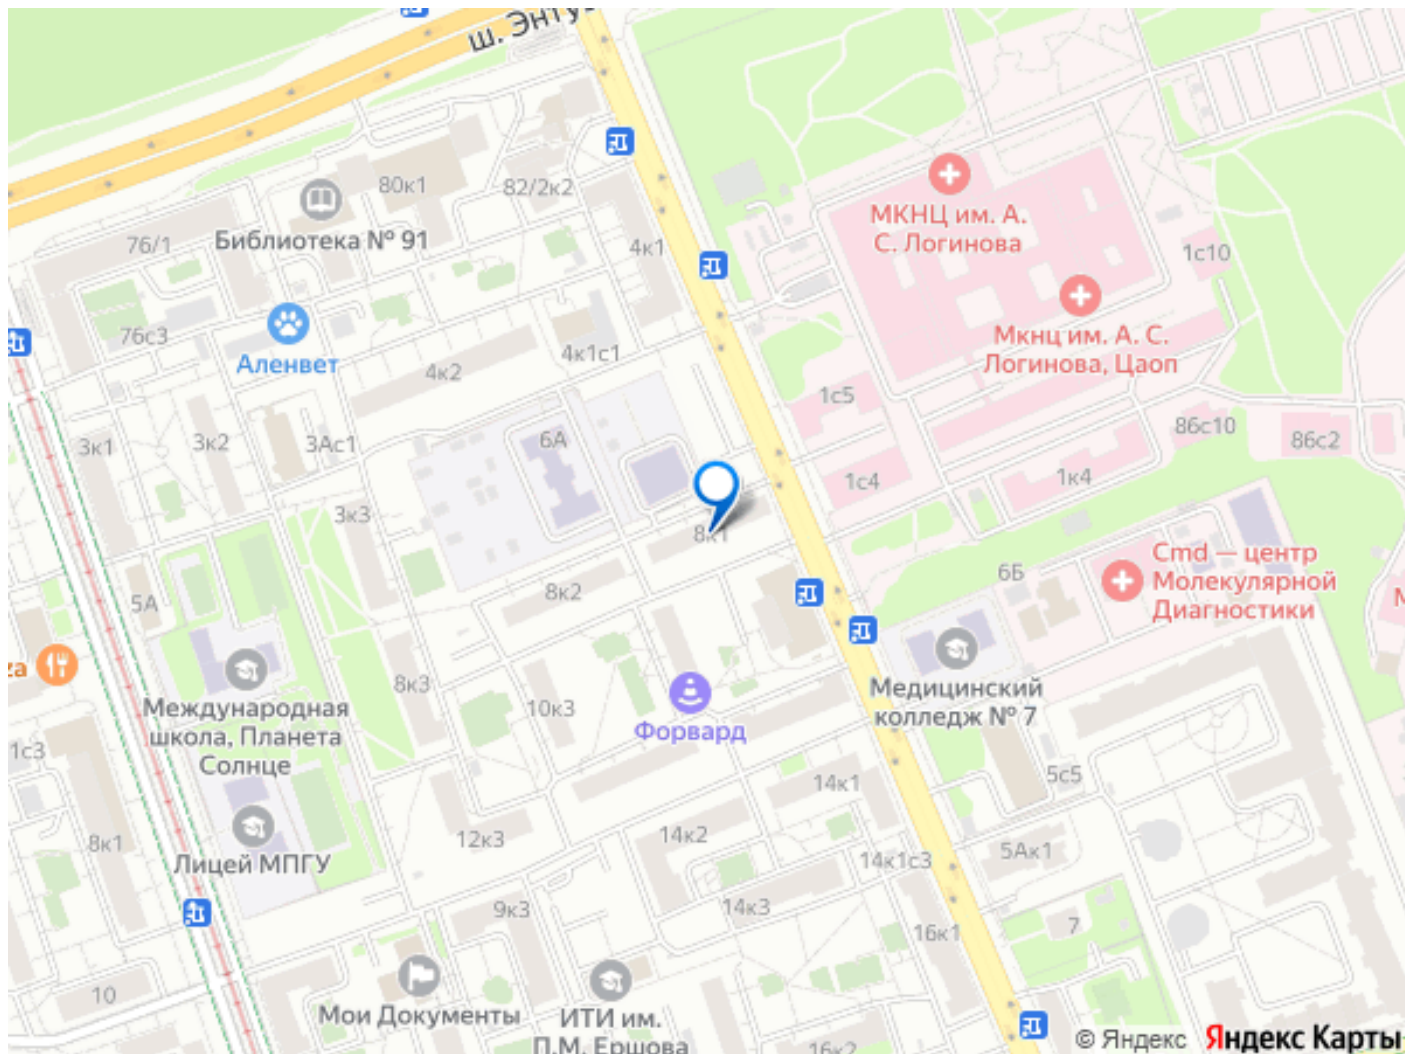 ш. Энтуз
80к1
82/2к2
Библиотека № 91
76/1
4к1
МКНЦ им. А.
С. Логинова
1с10
76с3
Аленвет
4к2
4к1с1
Мкнц им. А. С.
Логинова, Цаоп
1с5
3к1
3к2
3Ас1
6А
86с10
86с2
1с4
1к4
3к3
8к1
Cmd — центр
Молекулярной
Диагностики
6Б
5А
8к2
za
8к3
10к3
Форвард
Медицинский
колледж № 7
Международная
школа, Планета
Солнце
1с3
5с5
14к1
12к3
14к2
8к1
Лицей МПГУ
14к1с3
5Ак1
9к3
14к3
16к1
7
10
Мои Документы
ИТИ им.
П.М. Ершова
16к2
© Яндекс Яндекс Карты